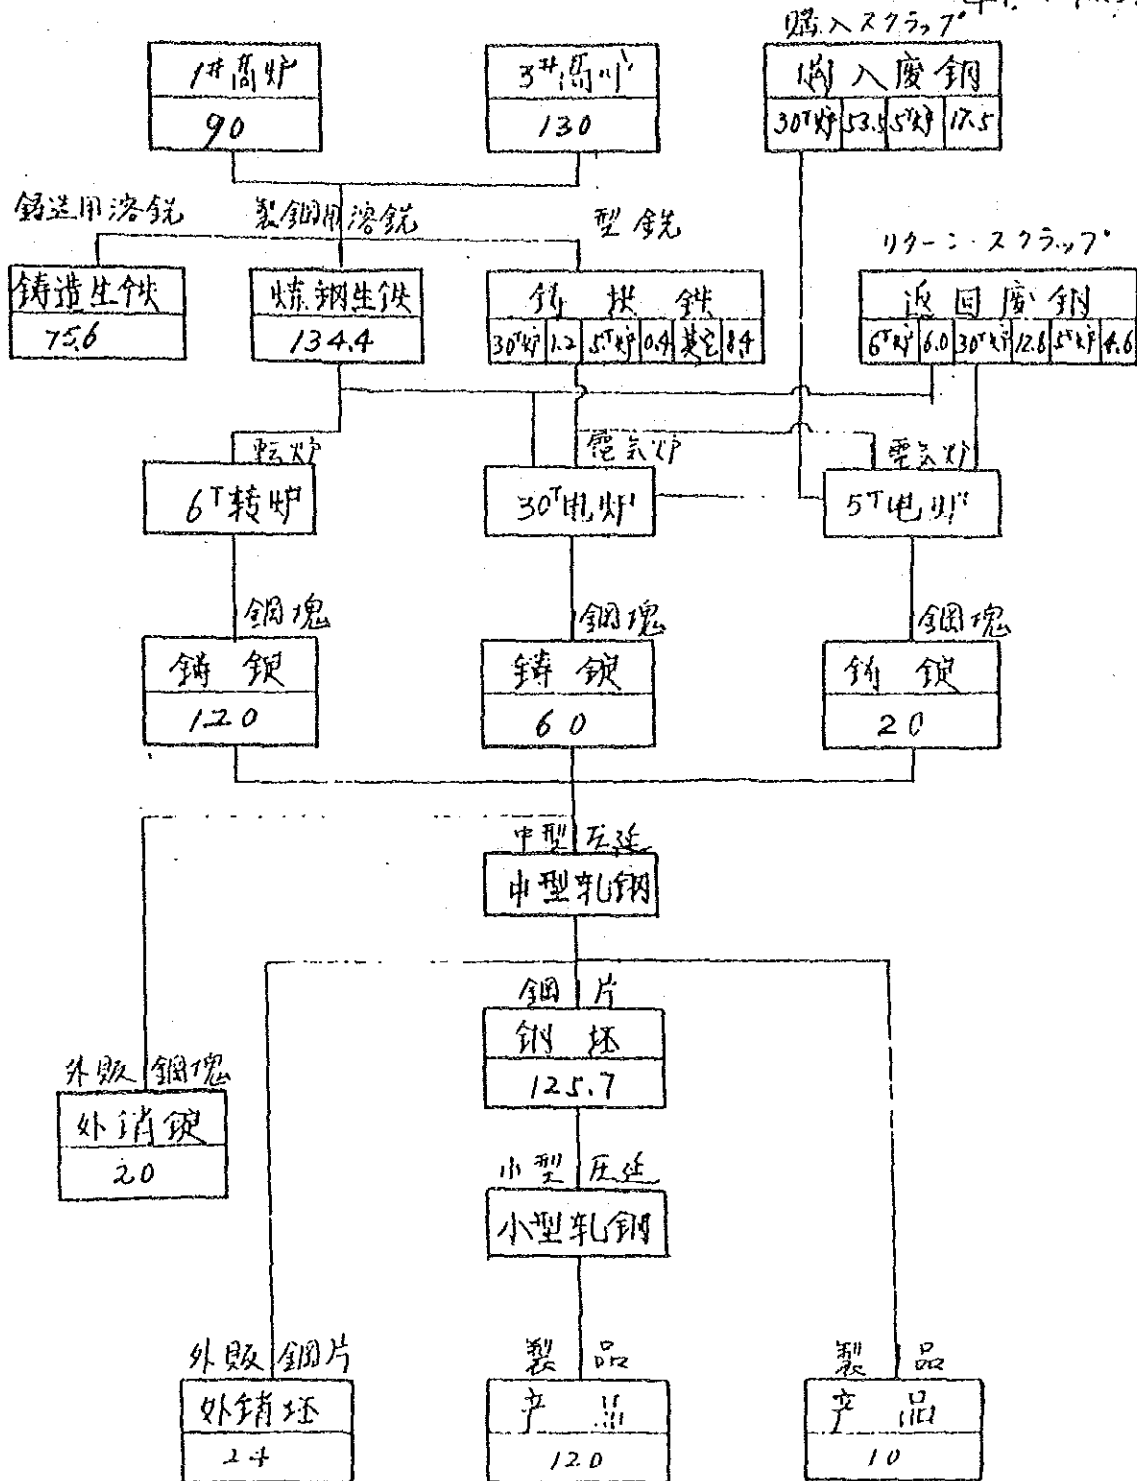 購入スクラップ
1#高炉
90
3#高炉
130
購入廃鋼
30T炉 53.5 5T炉 17.5
鋳造用溶銑
製鋼用溶銑
型銑
リターン・スクラップ
铸造生铁
75.6
炼钢生铁
134.4
铸块铁
30T炉 1.2 5T炉 0.4 其它 8.4
返回废钢
6T炉 6.0 30T炉 12.8 5T炉 4.6
転炉
電気炉
電気炉
6T转炉
30T电炉
5T电炉
鋼塊
鋼塊
鋼塊
鋳锭
120
鋳锭
60
铸锭
20
中型圧延
中型轧钢
鋼片
钢坯
125.7
外販鋼塊
外销锭
20
小型圧延
小型轧钢
外販鋼片
製品
製品
外销坯
24
产品
120
产品
10